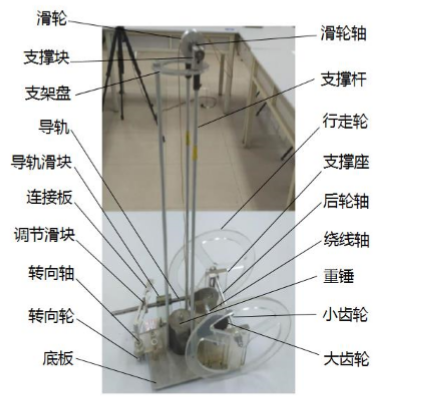 滑轮
支撑块
支架盘
导轨
导轨滑块
连接板
调节滑块
转向轴
转向轮
底板
滑轮轴
支撑杆
行走轮
支撑座
后轮轴
绕线轴
重锤
小齿轮
大齿轮